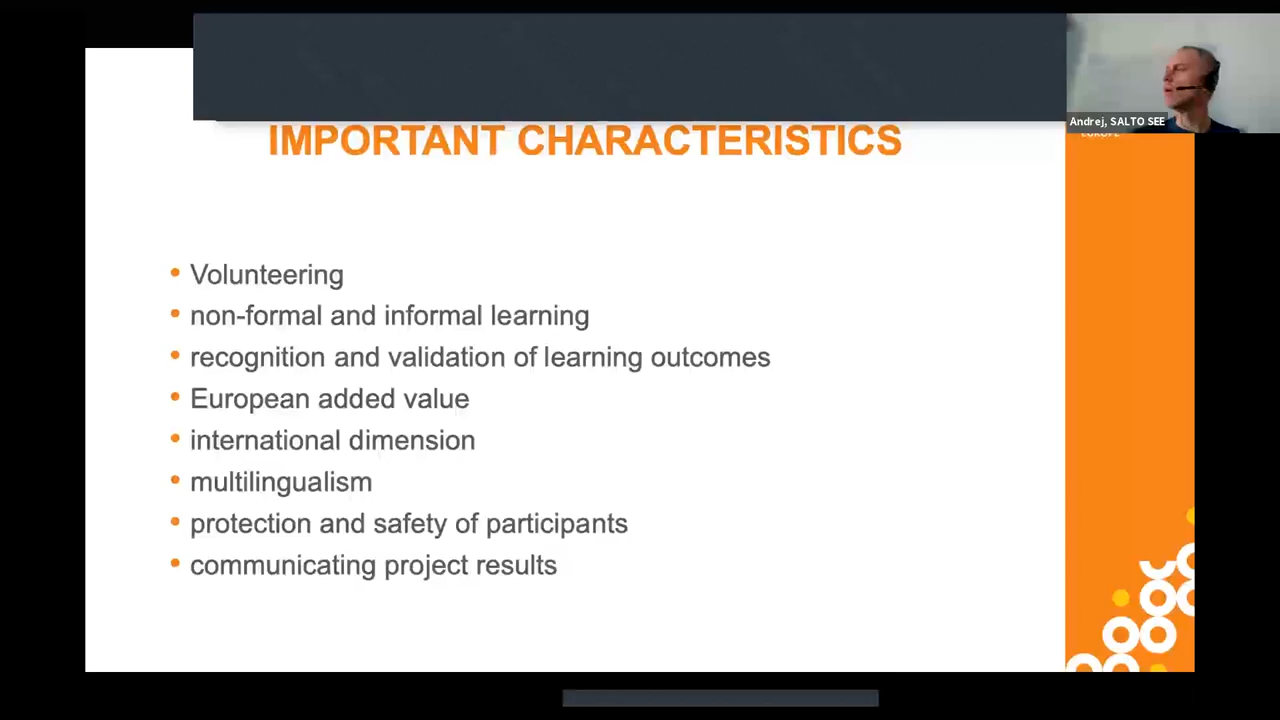 IMPORTANT CHARACTERISTICS
Andrej, SALTO SEE
EUROPE
• Volunteering
• non-formal and informal learning
• recognition and validation of learning outcomes
• European added value
• international dimension
• multilingualism
• protection and safety of participants
• communicating project results